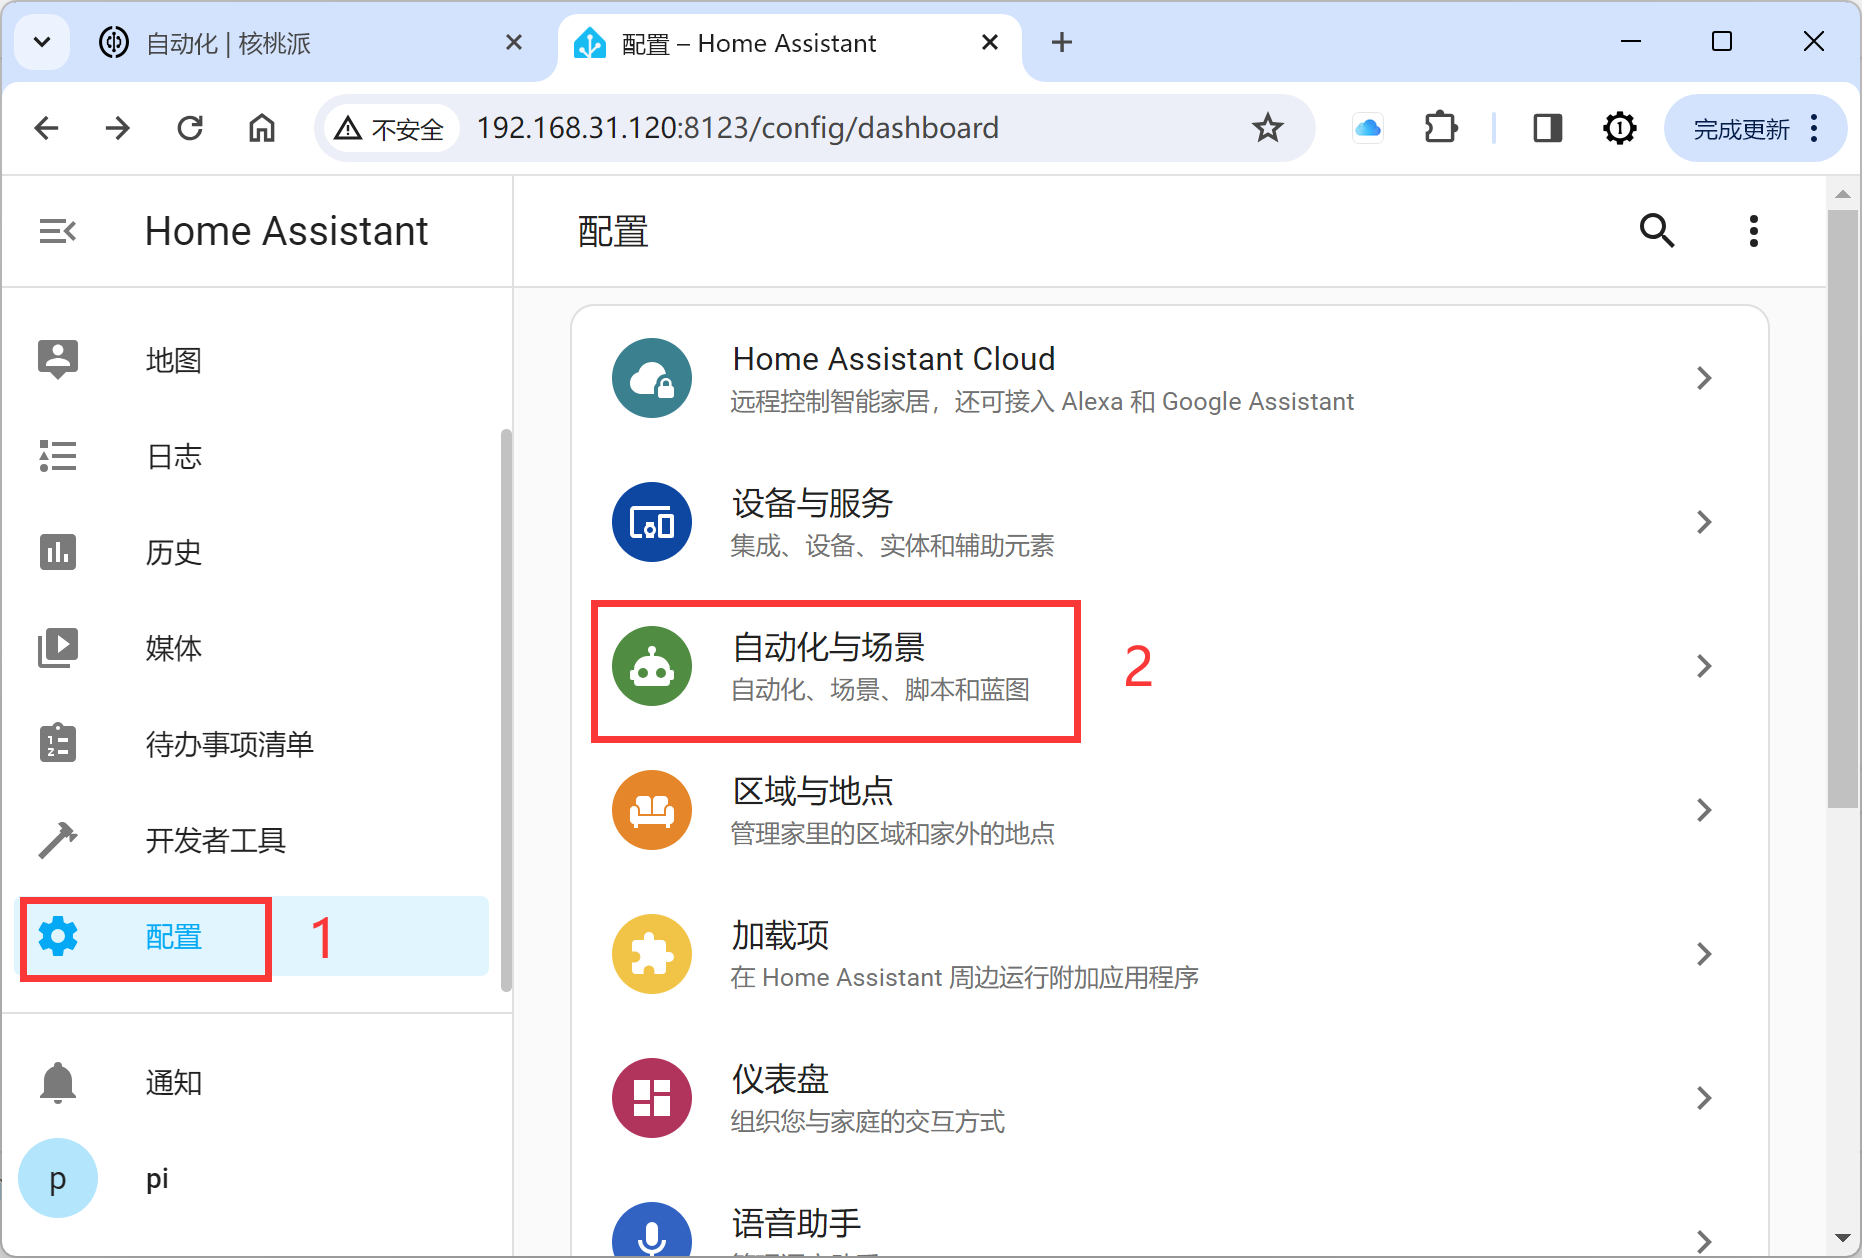 自动化 | 核桃派
配置 – Home Assistant
不安全
192.168.31.120:8123/config/dashboard
完成更新
Home Assistant
配置
地图
日志
历史
媒体
待办事项清单
开发者工具
配置
1
通知
p
pi
Home Assistant Cloud
远程控制智能家居，还可接入 Alexa 和 Google Assistant
设备与服务
集成、设备、实体和辅助元素
自动化与场景
自动化、场景、脚本和蓝图
2
区域与地点
管理家里的区域和家外的地点
加载项
在 Home Assistant 周边运行附加应用程序
仪表盘
组织您与家庭的交互方式
语音助手